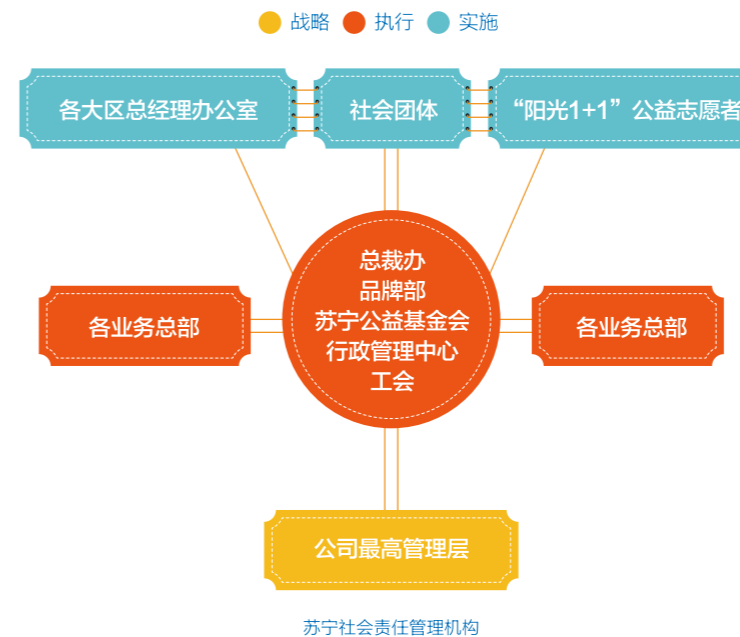 战略 执行 实施
各大区总经理办公室 社会团体 “阳光1+1”公益志愿者
总裁办
品牌部
苏宁公益基金会
行政管理中心
工会
各业务总部 各业务总部
公司最高管理层
苏宁社会责任管理机构